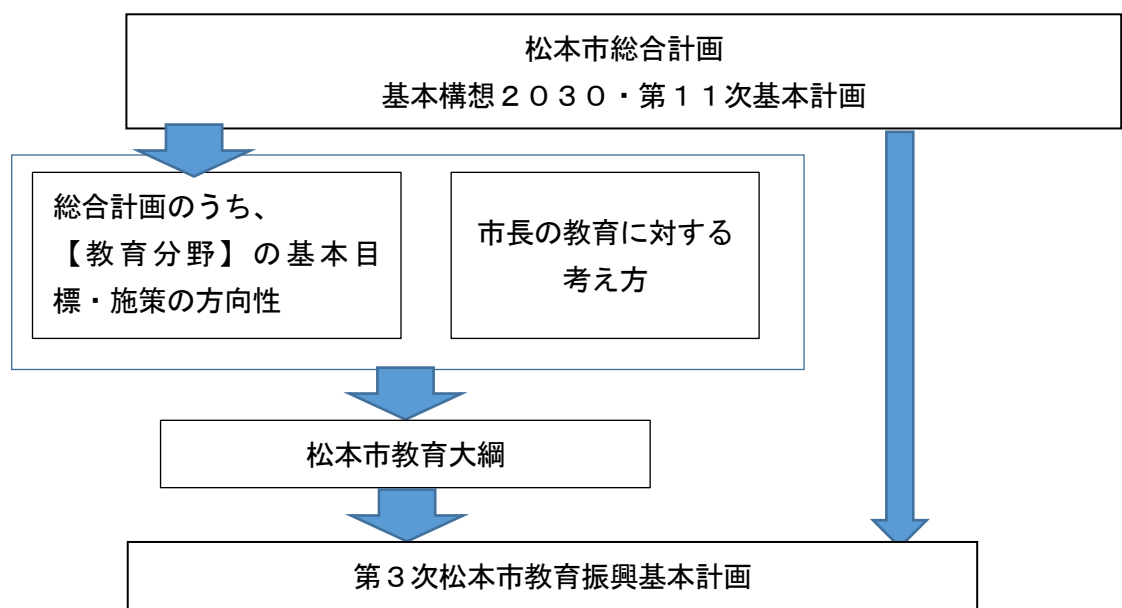 松本市総合計画
基本構想２０３０・第１１次基本計画
総合計画のうち、
【教育分野】の基本目
標・施策の方向性
市長の教育に対する
考え方
松本市教育大綱
第３次松本市教育振興基本計画